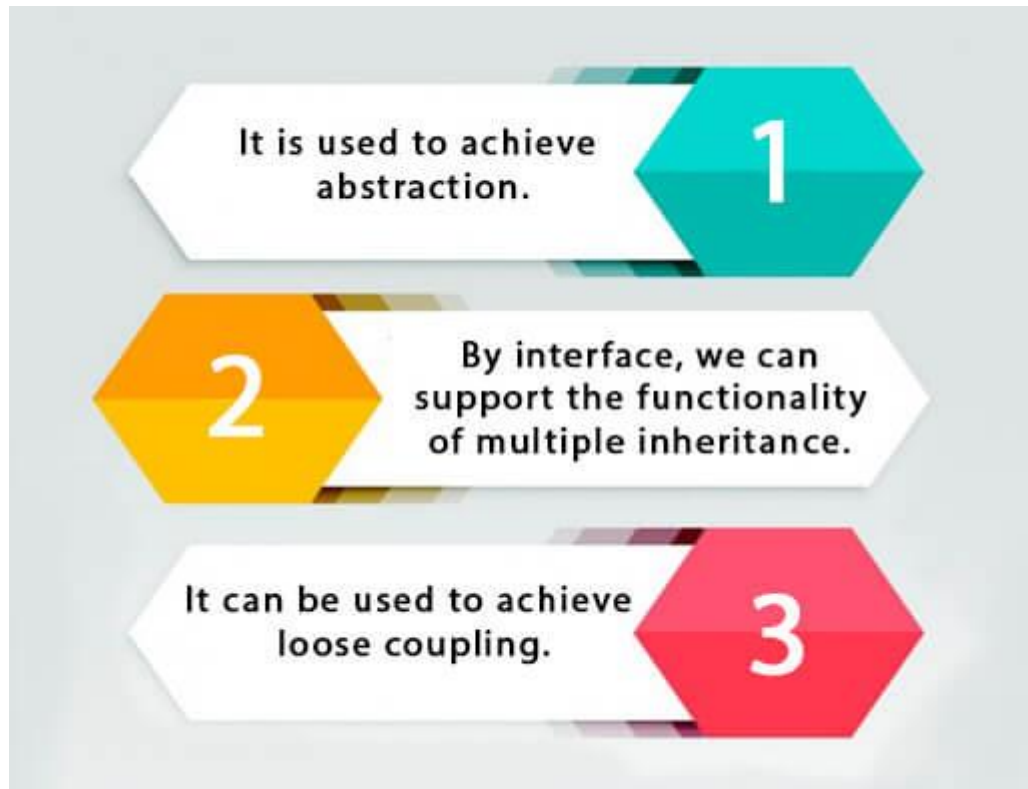 It is used to achieve
abstraction.
1
2
By interface, we can
support the functionality
of multiple inheritance.
It can be used to achieve
loose coupling.
3